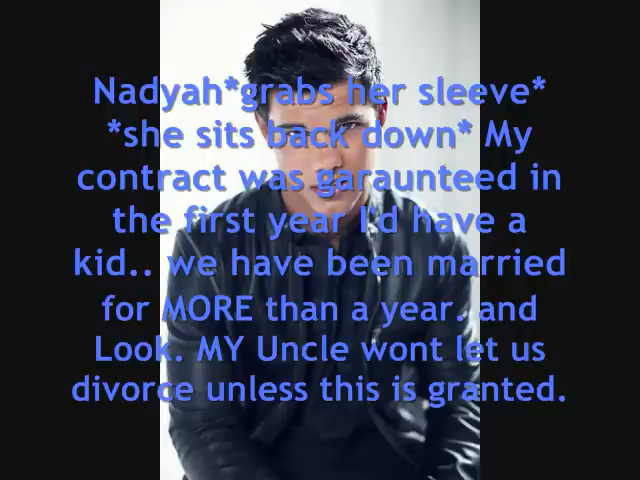 Nadyah*grabs her sleeve*
*she sits back down* My
contract was garaunteed in
the first year I'd have a
kid.. we have been married
for MORE than a year. and
Look. MY Uncle wont let us
divorce unless this is granted.